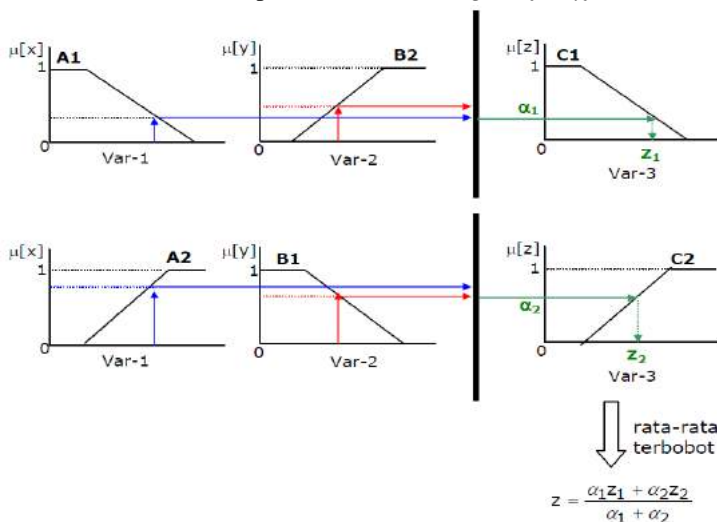 μ[x]
A1
1
0
Var-1
μ[y]
B2
1
0
Var-2
α₁
μ[z]
C1
1
0
z₁
Var-3
μ[x]
A2
1
0
Var-1
μ[y]
B1
1
0
Var-2
α₂
μ[z]
C2
1
0
z₂
Var-3
rata-rata
terbobot
z = (α₁z₁ + α₂z₂) / (α₁ + α₂)